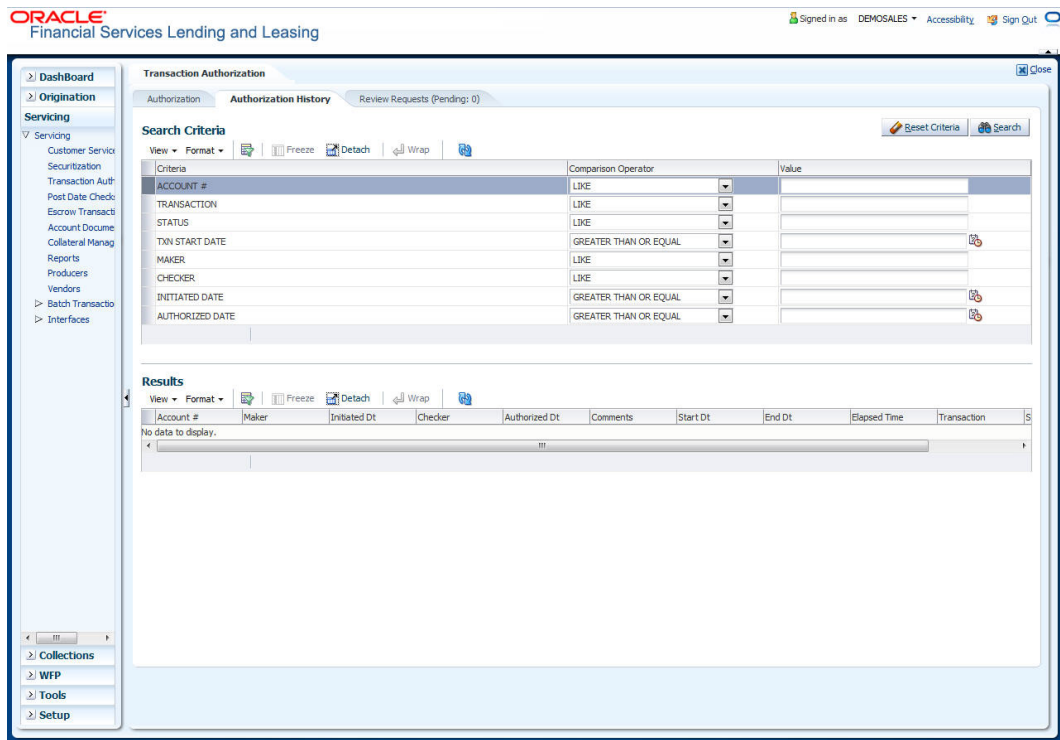 ORACLE
Financial Services Lending and Leasing
Signed in as DEMOSALES Accessibility Sign Out
DashBoard
Origination
Servicing
Servicing
Customer Service
Securitization
Transaction Auth
Post Date Checks
Escrow Transacti
Account Docume
Collateral Manag
Reports
Producers
Vendors
Batch Transactio
Interfaces
Collections
WFP
Tools
Setup
Transaction Authorization
Close
Authorization Authorization History Review Requests (Pending: 0)
Search Criteria
Reset Criteria Search
View Format Freeze Detach Wrap
Criteria Comparison Operator Value
ACCOUNT # LIKE
TRANSACTION LIKE
STATUS LIKE
TXN START DATE GREATER THAN OR EQUAL
MAKER LIKE
CHECKER LIKE
INITIATED DATE GREATER THAN OR EQUAL
AUTHORIZED DATE GREATER THAN OR EQUAL
Results
View Format Freeze Detach Wrap
Account # Maker Initiated Dt Checker Authorized Dt Comments Start Dt End Dt Elapsed Time Transaction S
No data to display.